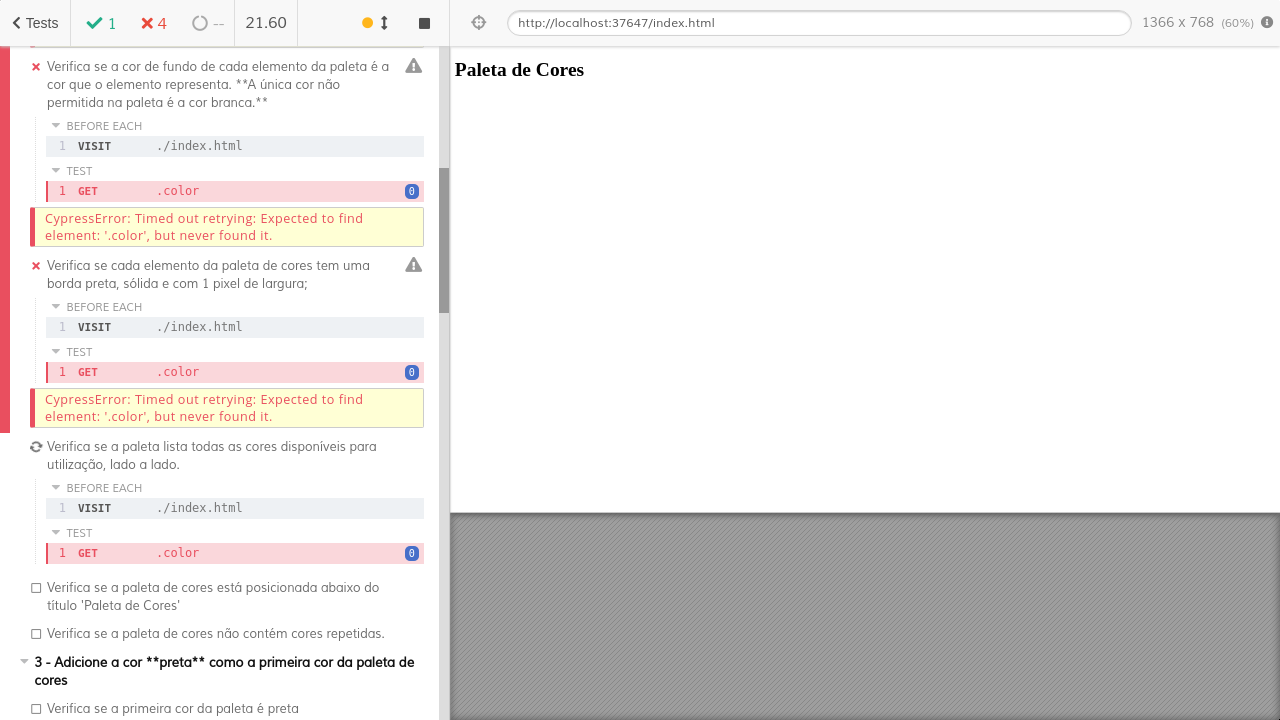 Tests
1
4
--
21.60
http://localhost:37647/index.html
1366 x 768 (60%)
Verifica se a cor de fundo de cada elemento da paleta é a
cor que o elemento representa. **A única cor não
permitida na paleta é a cor branca.**
BEFORE EACH
1 VISIT ./index.html
TEST
1 GET .color 0
CypressError: Timed out retrying: Expected to find
element: '.color', but never found it.
Verifica se cada elemento da paleta de cores tem uma
borda preta, sólida e com 1 pixel de largura;
BEFORE EACH
1 VISIT ./index.html
TEST
1 GET .color 0
CypressError: Timed out retrying: Expected to find
element: '.color', but never found it.
Verifica se a paleta lista todas as cores disponíveis para
utilização, lado a lado.
BEFORE EACH
1 VISIT ./index.html
TEST
1 GET .color 0
Verifica se a paleta de cores está posicionada abaixo do
título 'Paleta de Cores'
Verifica se a paleta de cores não contém cores repetidas.
3 - Adicione a cor **preta** como a primeira cor da paleta de
cores
Verifica se a primeira cor da paleta é preta
Paleta de Cores